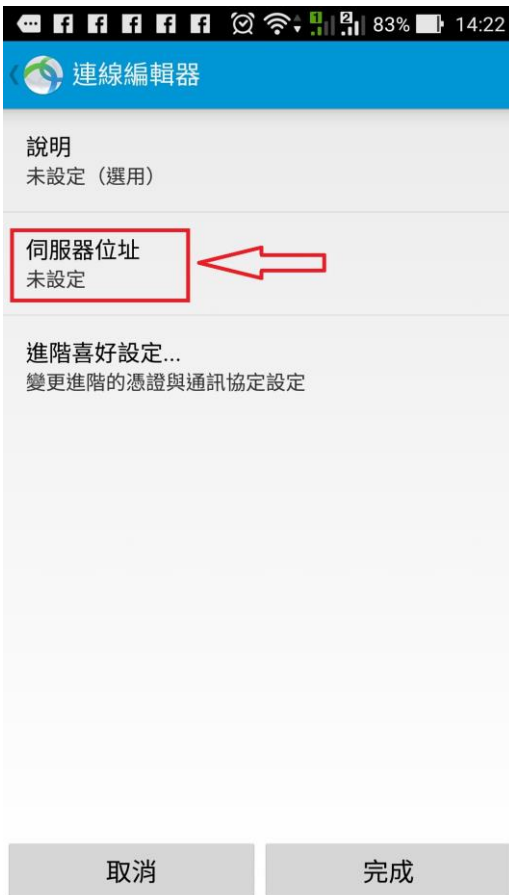 83% 14:22
連線編輯器
說明
未設定（選用）
伺服器位址
未設定
進階喜好設定...
變更進階的憑證與通訊協定設定
取消
完成